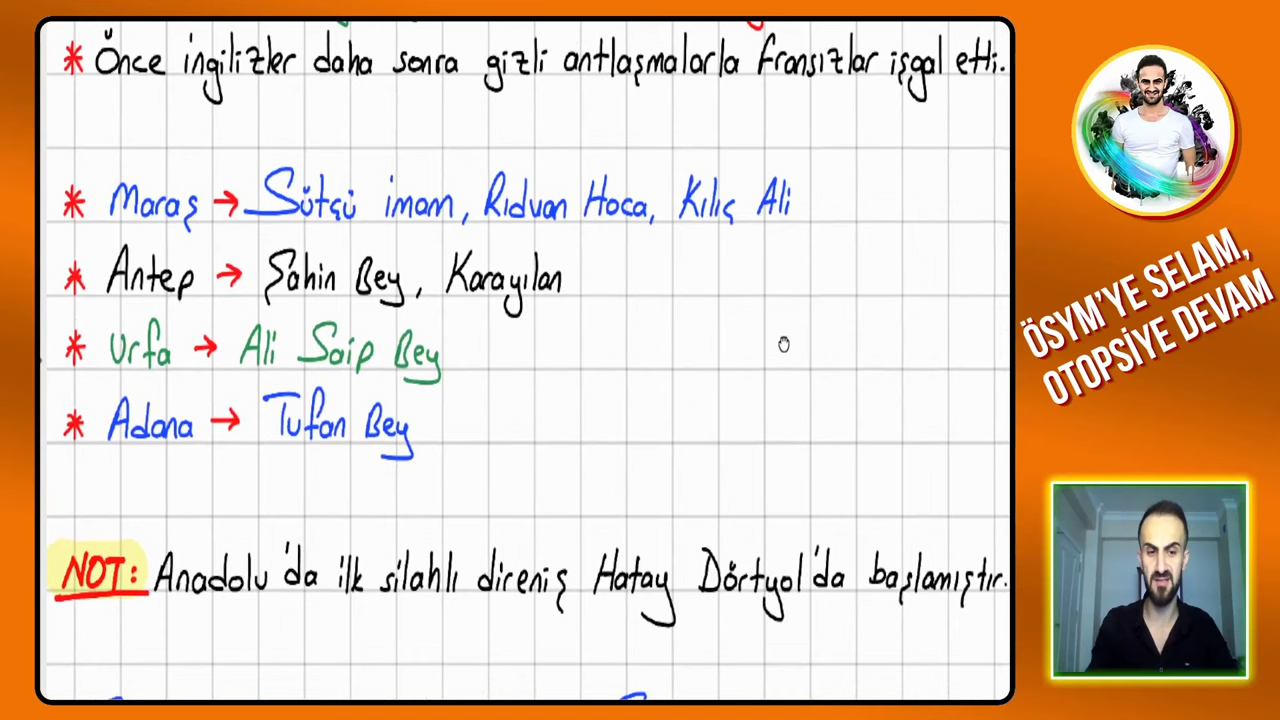 * Önce ingilizler daha sonra gizli antlaşmalarla fransızlar işgal etti.
* Maraş → Sütçü imam, Rıdvan Hoca, Kılıç Ali
* Antep → Şahin Bey, Karayılan
* Urfa → Ali Saip Bey
* Adana → Tufan Bey
NOT: Anadolu'da ilk silahlı direniş Hatay Dörtyol'da başlamıştır.
ÖSYM'YE SELAM,
OTOPSİYE DEVAM